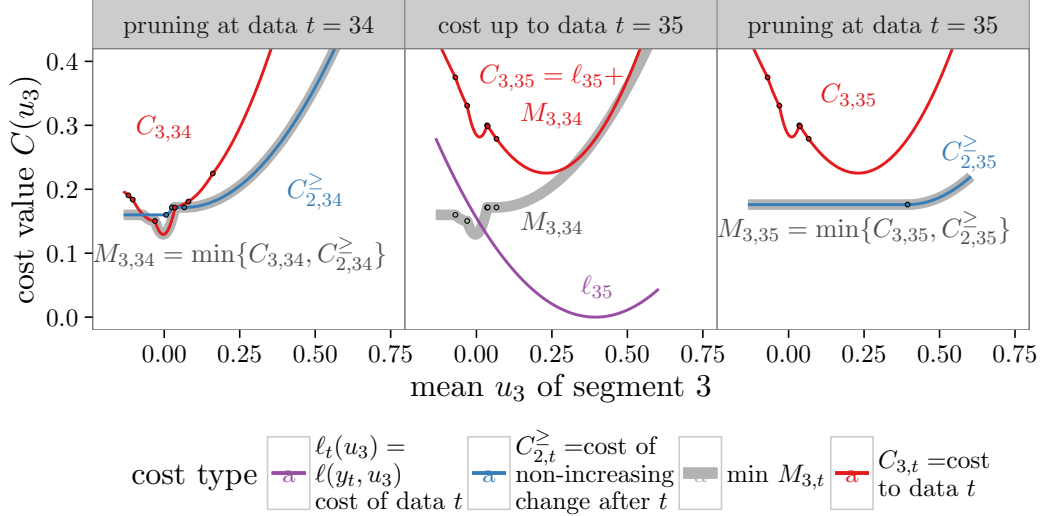 pruning at data t = 34
cost up to data t = 35
pruning at data t = 35
cost value C(u₃)
0.4
0.3
0.2
0.1
0.0
C₃,₃₄
C^≥_2,34
M₃,₃₄ = min{C₃,₃₄, C^≥_2,34}
C₃,₃₅ = ℓ₃₅+
M₃,₃₄
M₃,₃₄
ℓ₃₅
C₃,₃₅
C^≥_2,35
M₃,₃₅ = min{C₃,₃₅, C^≥_2,35}
0.00 0.25 0.50 0.75
0.00 0.25 0.50 0.75
0.00 0.25 0.50 0.75
mean u₃ of segment 3
cost type
a
ℓₜ(u₃) =
ℓ(yₜ, u₃)
cost of data t
a
C^≥_2,t =cost of
non-increasing
change after t
a
min M₃,ₜ
a
C₃,ₜ =cost
to data t